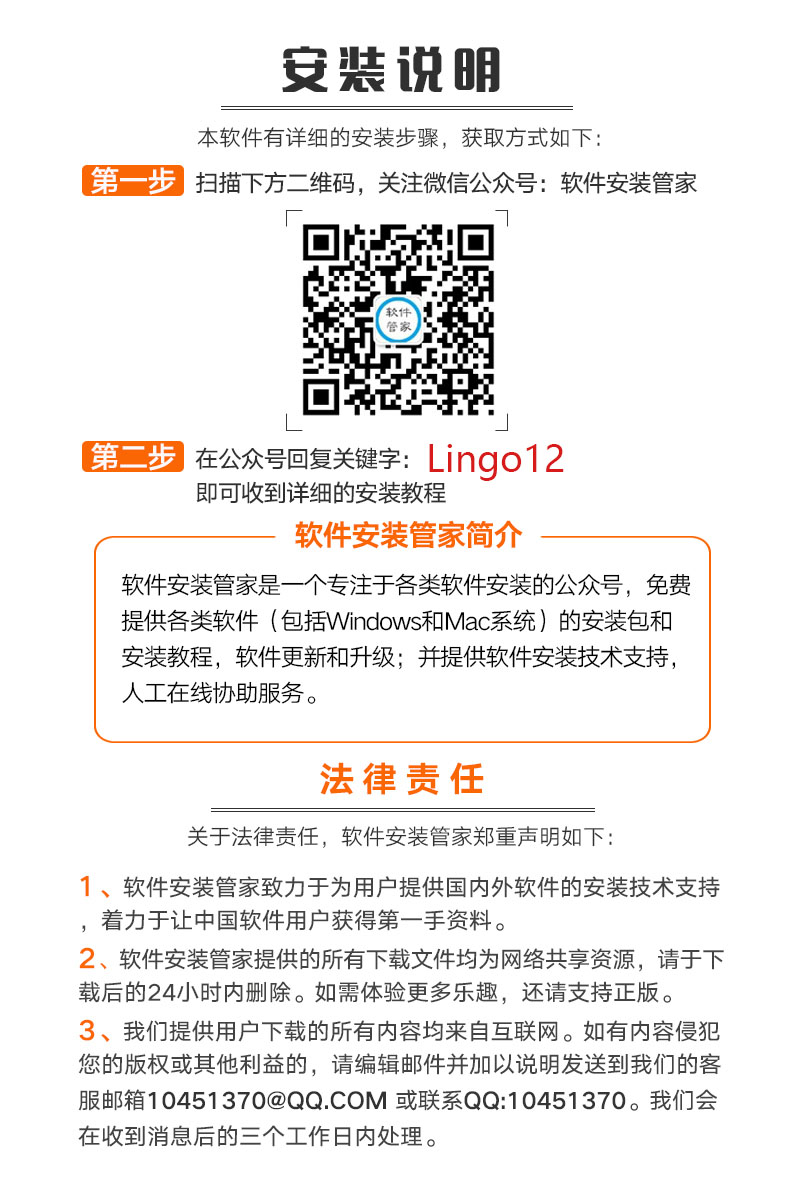 安装说明
本软件有详细的安装步骤，获取方式如下：
第一步 扫描下方二维码，关注微信公众号：软件安装管家
软件
管家
第二步 在公众号回复关键字：Lingo12
即可收到详细的安装教程
软件安装管家简介
软件安装管家是一个专注于各类软件安装的公众号，免费
提供各类软件（包括Windows和Mac系统）的安装包和
安装教程，软件更新和升级；并提供软件安装技术支持，
人工在线协助服务。
法律责任
关于法律责任，软件安装管家郑重声明如下：
1、软件安装管家致力于为用户提供国内外软件的安装技术支持
，着力于让中国软件用户获得第一手资料。
2、软件安装管家提供的所有下载文件均为网络共享资源，请于下
载后的24小时内删除。如需体验更多乐趣，还请支持正版。
3、我们提供用户下载的所有内容均来自互联网。如有内容侵犯
您的版权或其他利益的，请编辑邮件并加以说明发送到我们的客
服邮箱10451370@QQ.COM 或联系QQ:10451370。我们会
在收到消息后的三个工作日内处理。